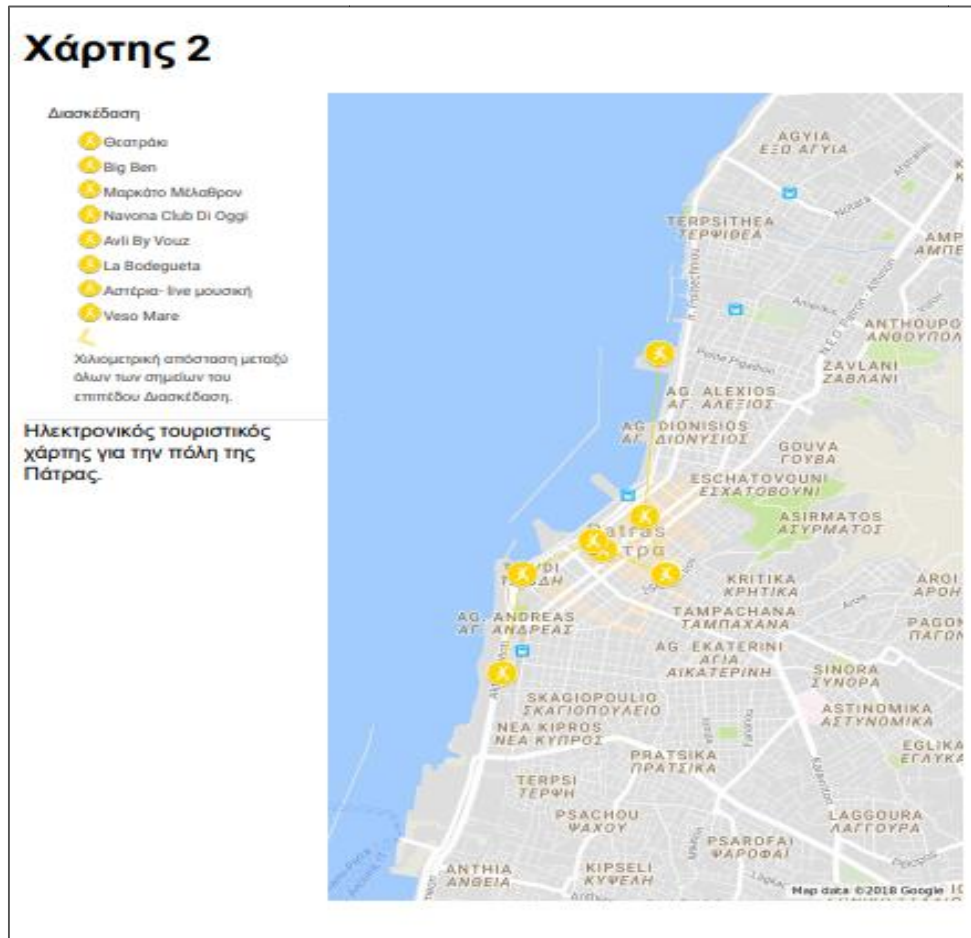 Χάρτης 2
Διασκέδαση
Θεατράκι
Big Ben
Μαρκάτο Μέλαθρον
Navona Club Di Oggi
Avli By Vouz
La Bodegueta
Αστέρια- live μουσική
Veso Mare
Χιλιομετρική απόσταση μεταξύ
όλων των σημείων του
επιπέδου Διασκέδαση.
Ηλεκτρονικός τουριστικός
χάρτης για την πόλη της
Πάτρας.
AGYIA
ΕΞΩ ΑΓΥΙΑ
Notara
TERPSITHEA
ΤΕΡΨΙΘΕΑ
AMP
ΑΜΠΕ
ANTHOUPO
ΑΝΘΟΥΠΟΛ
ZAVLANI
ΖΑΒΛΑΝΙ
AG. ALEXIOS
ΑΓ. ΑΛΕΞΙΟΣ
AG. DIONISIOS
ΑΓ. ΔΙΟΝΥΣΙΟΣ
GOUVA
ΓΟΥΒΑ
ESCHATOVOUNI
ΕΣΧΑΤΟΒΟΥΝΙ
ASIRMATOS
ΑΣΥΡΜΑΤΟΣ
Patras
KRITIKA
ΚΡΗΤΙΚΑ
AROI
ΑΡΟΗ
TAMPACHANA
ΤΑΜΠΑΧΑΝΑ
AG. ANDREAS
ΑΓ. ΑΝΔΡΕΑΣ
PAGON
ΠΑΓΩΝ
AG. EKATERINI
ΑΓΙΑ
ΑΙΚΑΤΕΡΙΝΗ
SINORA
ΣΥΝΟΡΑ
SKAGIOPOULIO
ΣΚΑΓΙΟΠΟΥΛΕΙΟ
ASTINOMIKA
ΑΣΤΥΝΟΜΙΚΑ
NEA KIPROS
ΝΕΑ ΚΥΠΡΟΣ
EGLIKA
ΕΓΛΥΚΑ
PRATSIKA
ΠΡΑΤΣΙΚΑ
TERPSI
ΤΕΡΨΗ
PSACHOU
ΨΑΧΟΥ
LAGGOURA
ΛΑΓΓΟΥΡΑ
PSAROFAI
ΨΑΡΟΦΑΪ
ANTHIA
ΑΝΘΕΙΑ
KIPSELI
ΚΥΨΕΛΗ
Map data ©2018 Google